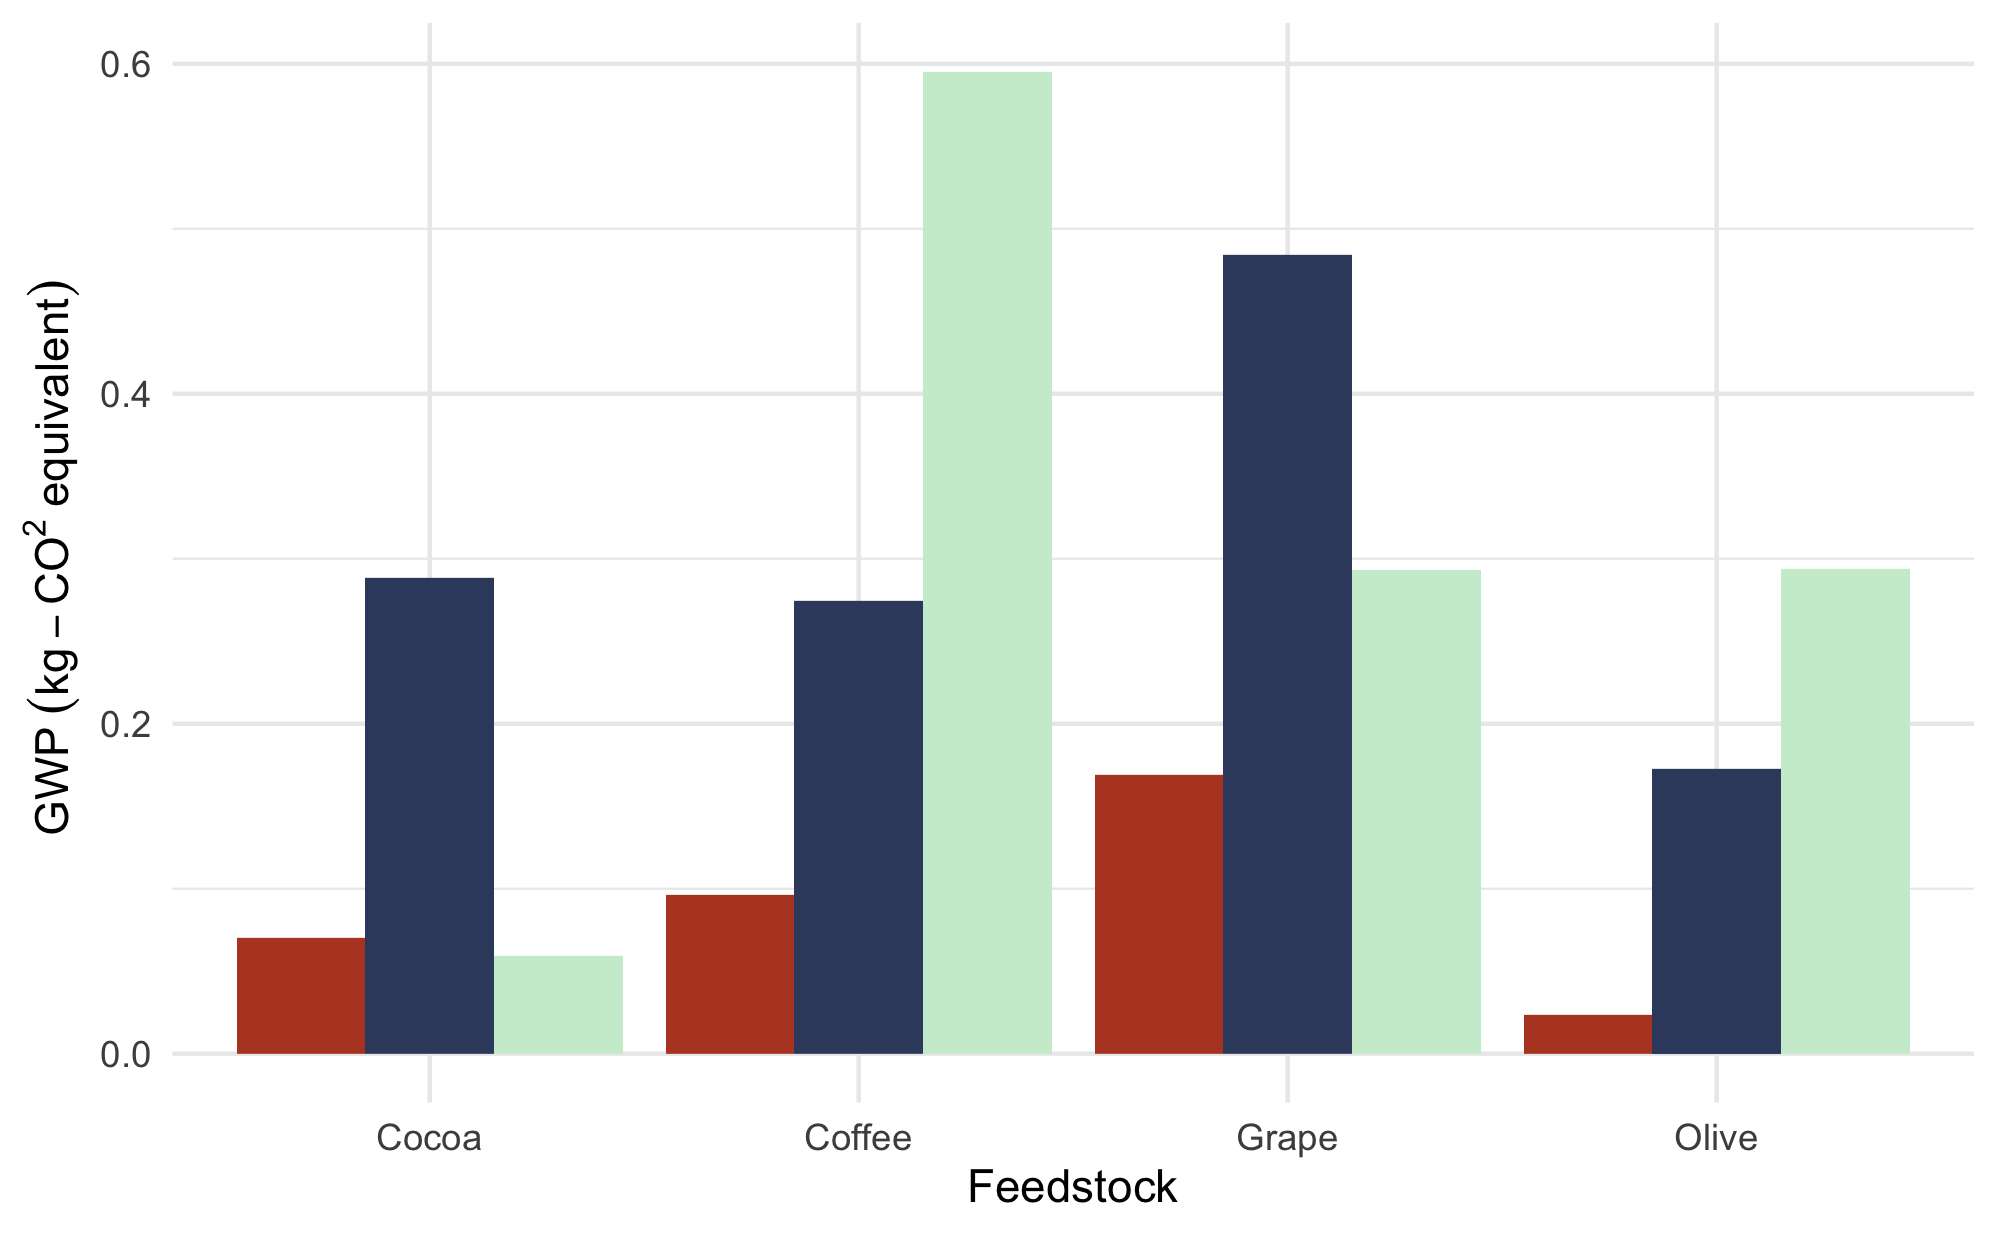 0.6
0.4
0.2
0.0
GWP (kg – CO² equivalent)
Cocoa Coffee Grape Olive
Feedstock